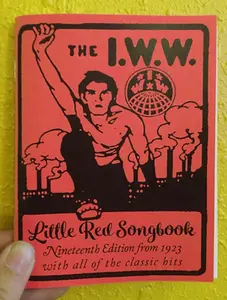 THE I.W.W.
I W W
Little Red Songbook
Nineteenth Edition from 1923
with all of the classic hits